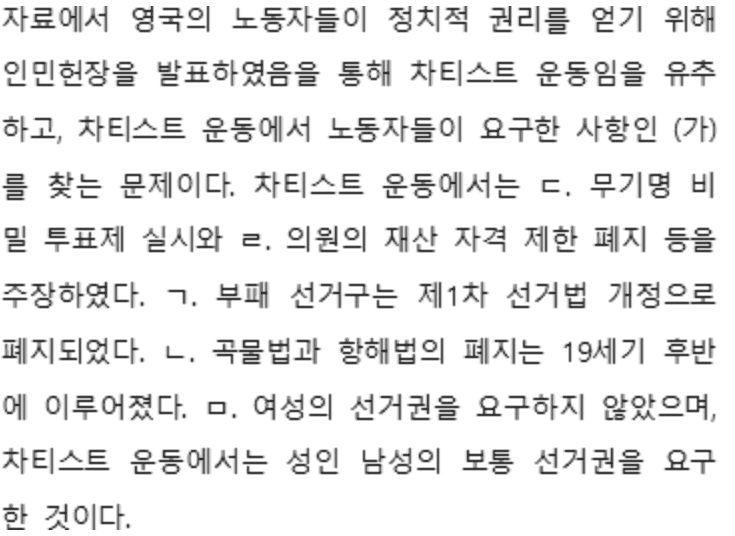 자료에서 영국의 노동자들이 정치적 권리를 얻기 위해
인민헌장을 발표하였음을 통해 차티스트 운동임을 유추
하고, 차티스트 운동에서 노동자들이 요구한 사항인 (가)
를 찾는 문제이다. 차티스트 운동에서는 ㄷ. 무기명 비
밀 투표제 실시와 ㄹ. 의원의 재산 자격 제한 폐지 등을
주장하였다. ㄱ. 부패 선거구는 제1차 선거법 개정으로
폐지되었다. ㄴ. 곡물법과 항해법의 폐지는 19세기 후반
에 이루어졌다. ㅁ. 여성의 선거권을 요구하지 않았으며,
차티스트 운동에서는 성인 남성의 보통 선거권을 요구
한 것이다.